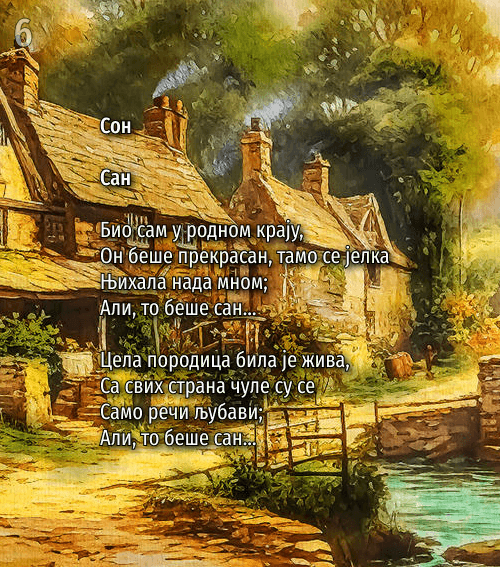 6
Сон
Сан
Био сам у родном крају,
Он беше прекрасан, тамо се јелка
Њихала нада мном;
Али, то беше сан...
Цела породица била је жива,
Са свих страна чуле су се
Само речи љубави;
Али, то беше сан...